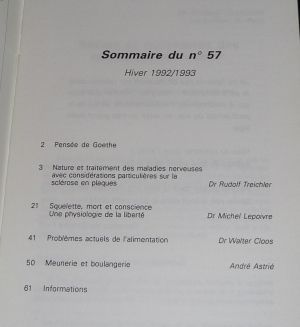 Sommaire du n° 57
Hiver 1992/1993
2 Pensée de Goethe
3 Nature et traitement des maladies nerveuses
avec considérations particulières sur la
sclérose en plaques Dr Rudolf Treichler
21 Squelette, mort et conscience
Une physiologie de la liberté Dr Michel Lepoivre
41 Problèmes actuels de l'alimentation Dr Walter Cloos
50 Meunerie et boulangerie André Astrié
61 Informations